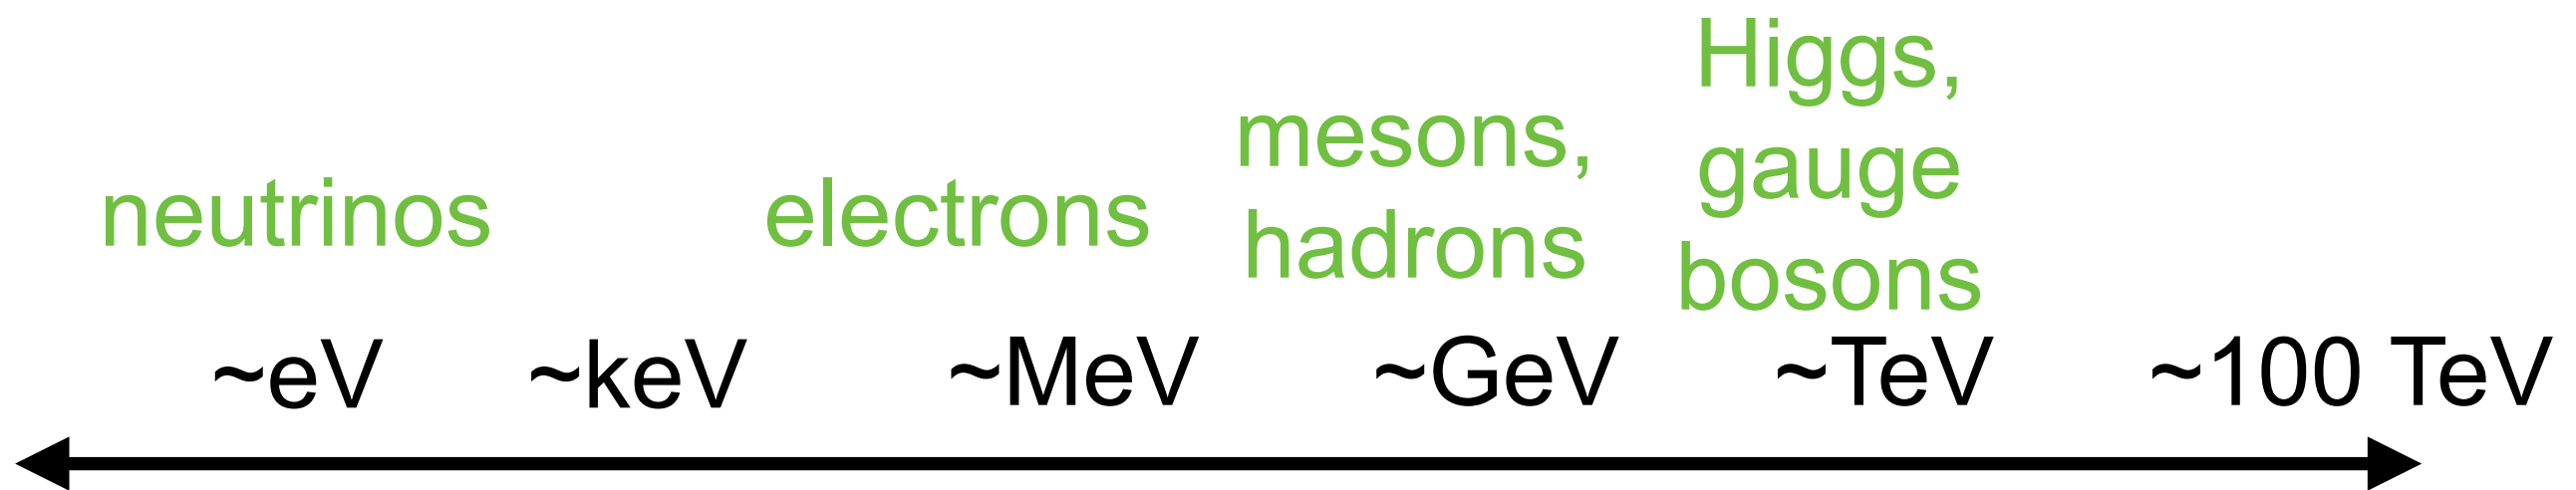 neutrinos
electrons
mesons,
hadrons
Higgs,
gauge
bosons
~eV ~keV ~MeV ~GeV ~TeV ~100 TeV